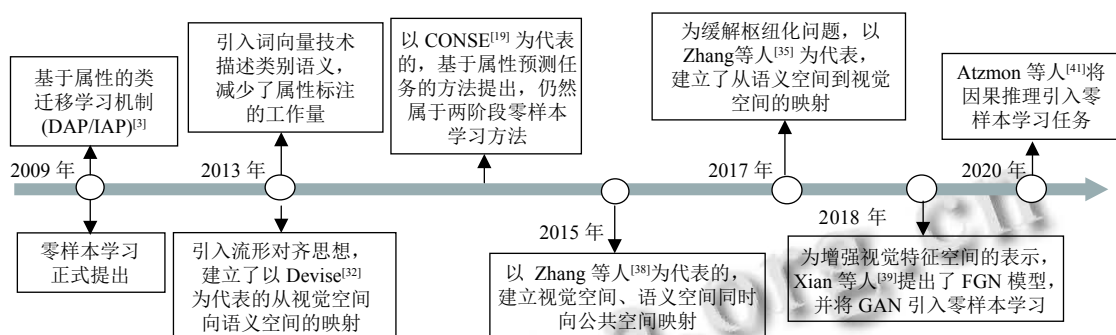 基于属性的类
迁移学习机制
(DAP/IAP)[3]
引入词向量技术
描述类别语义,
减少了属性标注
的工作量
以 CONSE[19] 为代表
的, 基于属性预测任
务的方法提出, 仍然
属于两阶段零样本
学习方法
为缓解枢纽化问题, 以
Zhang等人[35] 为代表,
建立了从语义空间到视觉
空间的映射
Atzmon 等人[41]将
因果推理引入零
样本学习任务
2009 年
2013 年
2015 年
2017 年
2018 年
2020 年
零样本学习
正式提出
引入流形对齐思想,
建立了以 Devise[32]
为代表的从视觉空间
向语义空间的映射
以 Zhang 等人[38]为代表的,
建立视觉空间、语义空间同时
向公共空间映射
为增强视觉特征空间的表示,
Xian 等人[39]提出了 FGN 模型,
并将 GAN 引入零样本学习